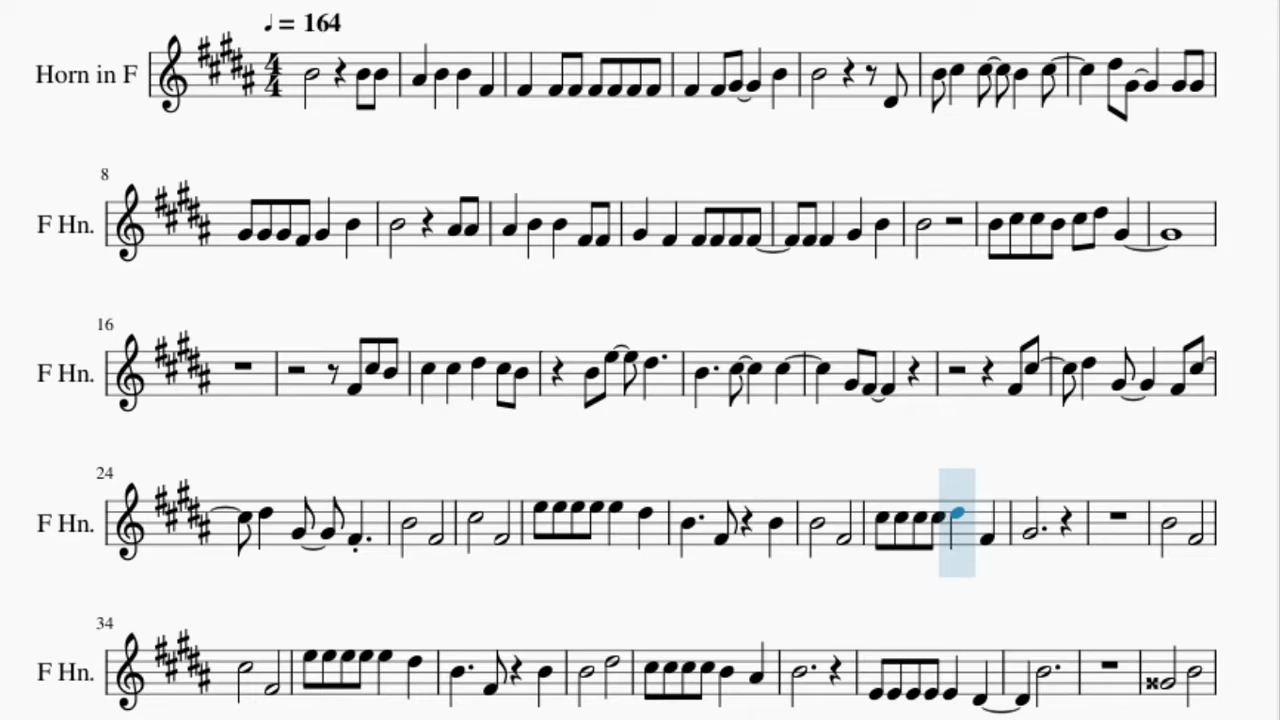 ♩ = 164
Horn in F
8
F Hn.
16
F Hn.
24
F Hn.
34
F Hn.